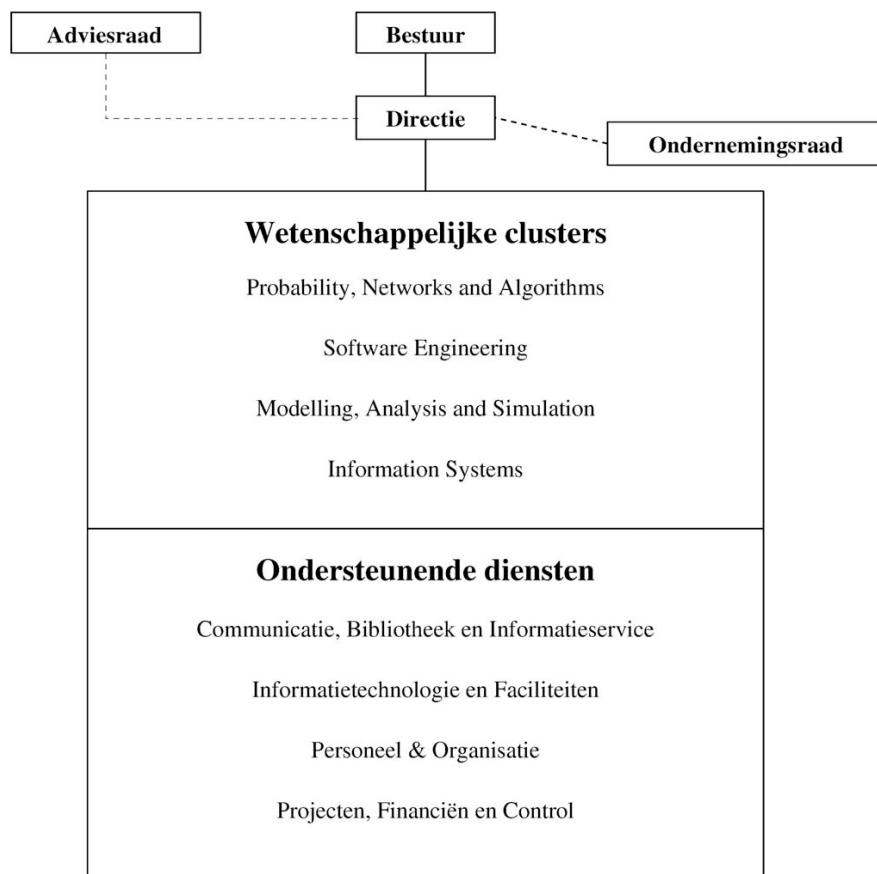 Adviesraad
Bestuur
Directie
Ondernemingsraad
Wetenschappelijke clusters
Probability, Networks and Algorithms
Software Engineering
Modelling, Analysis and Simulation
Information Systems
Ondersteunende diensten
Communicatie, Bibliotheek en Informatieservice
Informatietechnologie en Faciliteiten
Personeel & Organisatie
Projecten, Financiën en Control